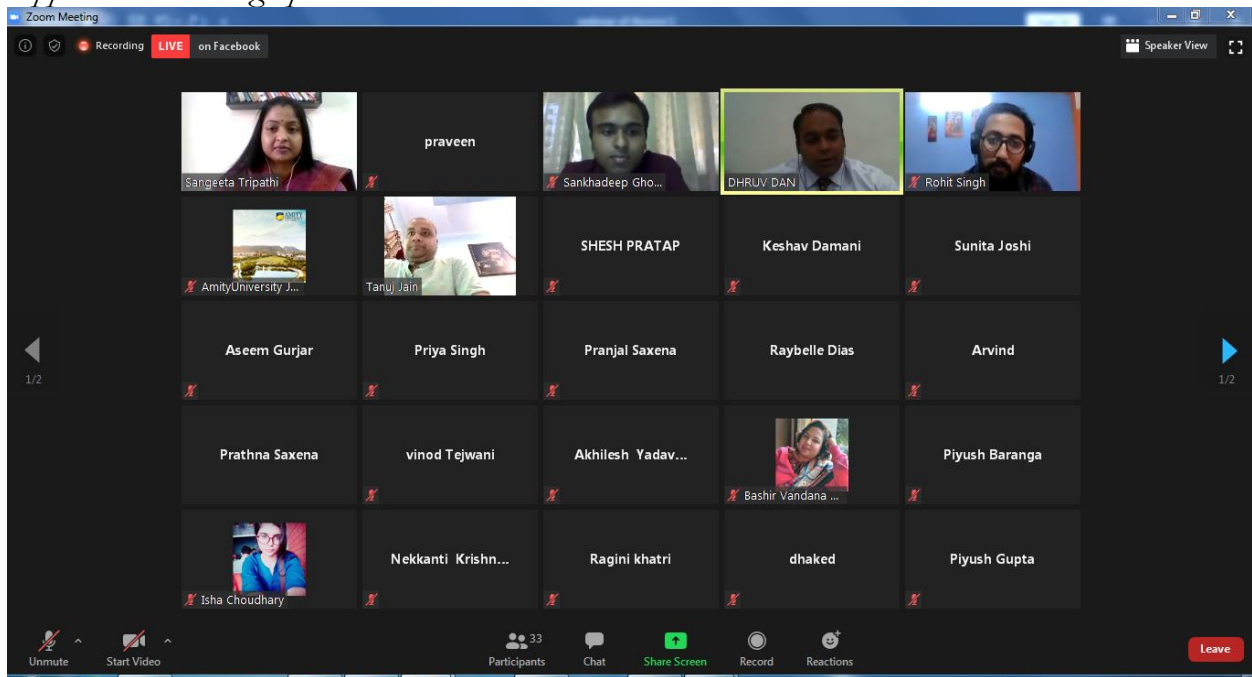 Zoom Meeting
Recording LIVE on Facebook
Speaker View
Sangeeta Tripathi
praveen
Sankhadeep Gho...
DHRUV DAN
Rohit Singh
AMITY
AmityUniversity J...
Tanuj Jain
SHESH PRATAP
Keshav Damani
Sunita Joshi
Aseem Gurjar
Priya Singh
Pranjal Saxena
Raybelle Dias
Arvind
1/2
1/2
Prathna Saxena
vinod Tejwani
Akhilesh Yadav...
Bashir Vandana ...
Piyush Baranga
Isha Choudhary
Nekkanti Krishn...
Ragini khatri
dhaked
Piyush Gupta
Unmute
Start Video
Participants 33
Chat
Share Screen
Record
Reactions
Leave